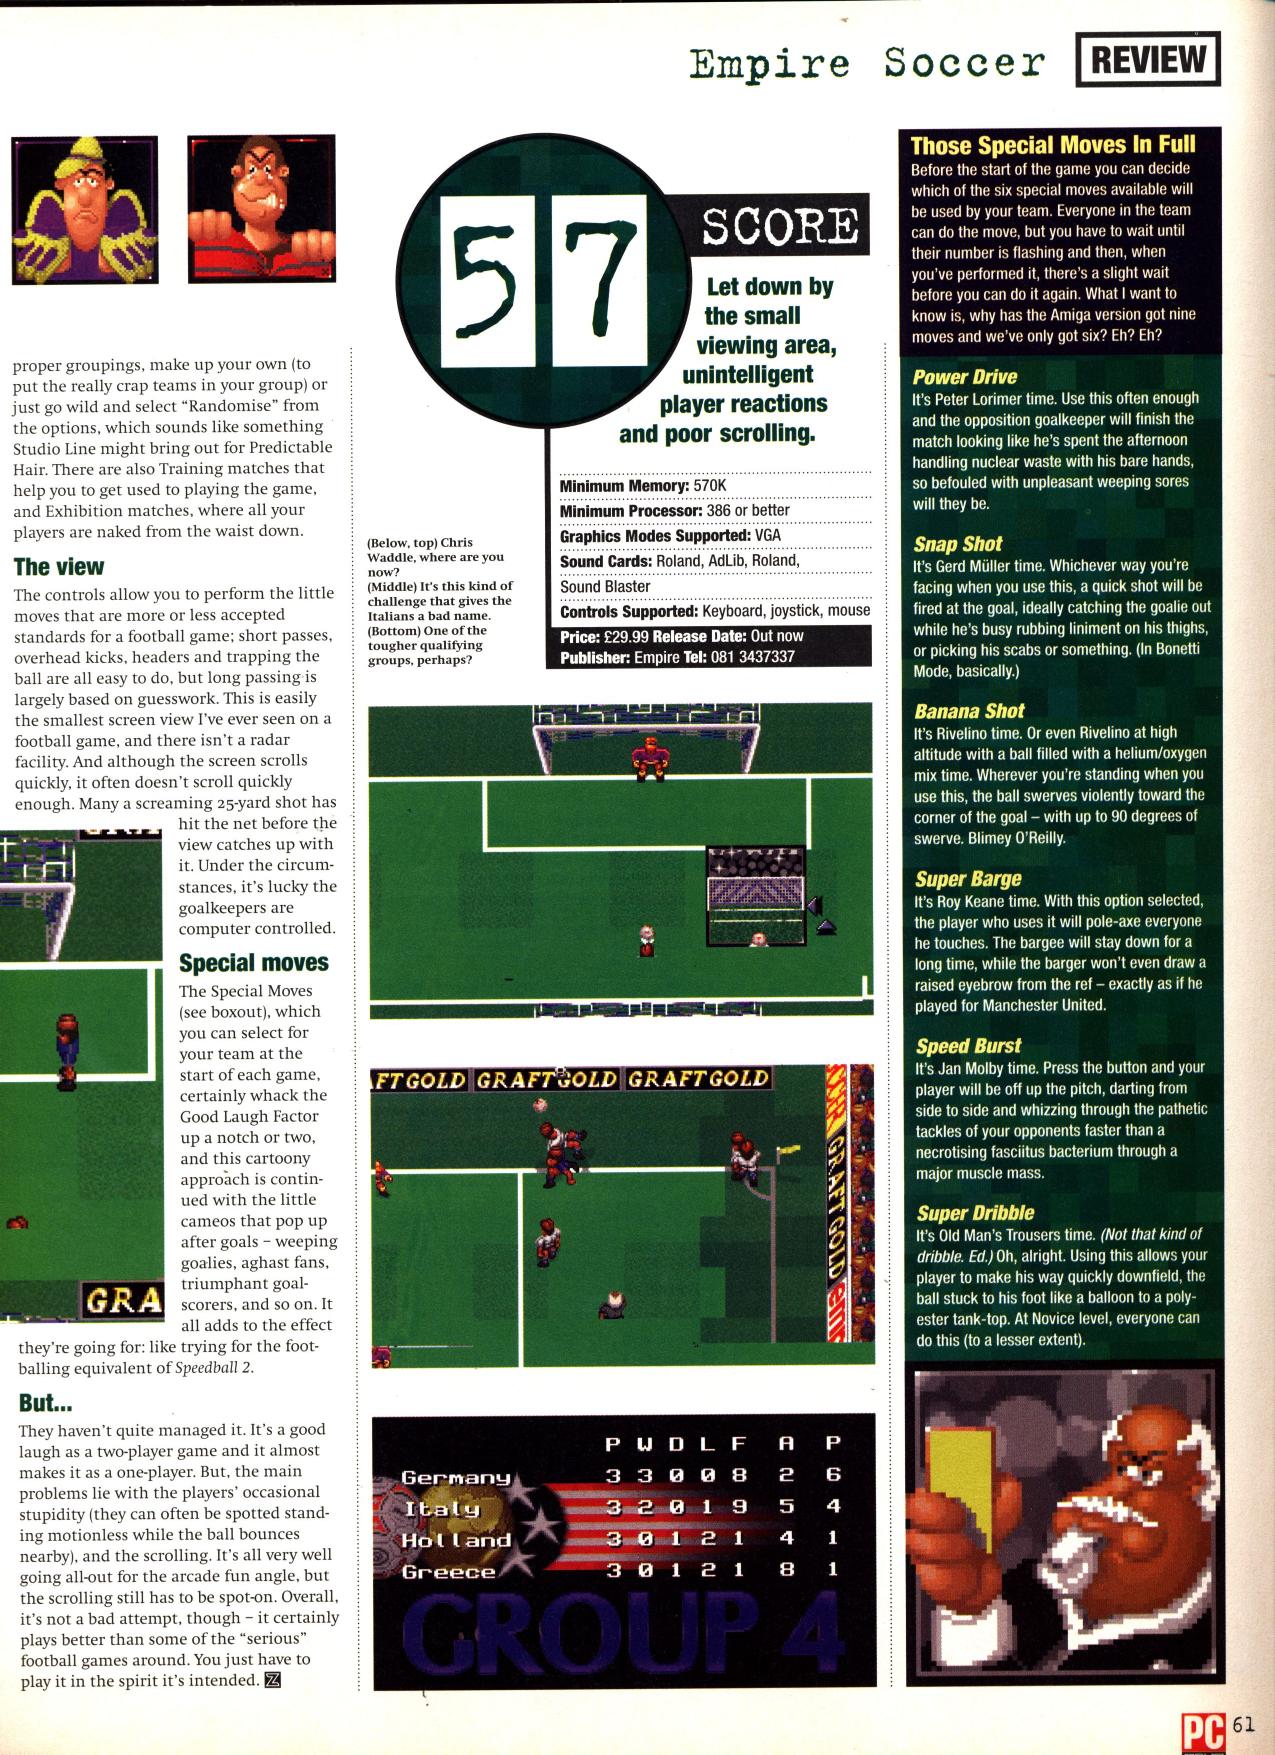 Empire Soccer REVIEW
proper groupings, make up your own (to
put the really crap teams in your group) or
just go wild and select “Randomise” from
the options, which sounds like something
Studio Line might bring out for Predictable
Hair. There are also Training matches that
help you to get used to playing the game,
and Exhibition matches, where all your
players are naked from the waist down.
The view
The controls allow you to perform the little
moves that are more or less accepted
standards for a football game; short passes,
overhead kicks, headers and trapping the
ball are all easy to do, but long passing is
largely based on guesswork. This is easily
the smallest screen view I’ve ever seen on a
football game, and there isn’t a radar
facility. And although the screen scrolls
quickly, it often doesn’t scroll quickly
enough. Many a screaming 25-yard shot has
hit the net before the
view catches up with
it. Under the circum-
stances, it’s lucky the
goalkeepers are
computer controlled.
Special moves
The Special Moves
(see boxout), which
you can select for
your team at the
start of each game,
certainly whack the
Good Laugh Factor
up a notch or two,
and this cartoony
approach is contin-
ued with the little
cameos that pop up
after goals – weeping
goalies, aghast fans,
triumphant goal-
scorers, and so on. It
all adds to the effect
they’re going for: like trying for the foot-
balling equivalent of Speedball 2.
GRA
But...
They haven’t quite managed it. It’s a good
laugh as a two-player game and it almost
makes it as a one-player. But, the main
problems lie with the players’ occasional
stupidity (they can often be spotted stand-
ing motionless while the ball bounces
nearby), and the scrolling. It’s all very well
going all-out for the arcade fun angle, but
the scrolling still has to be spot-on. Overall,
it’s not a bad attempt, though – it certainly
plays better than some of the “serious”
football games around. You just have to
play it in the spirit it’s intended. Z
57
SCORE
Let down by
the small
viewing area,
unintelligent
player reactions
and poor scrolling.
Minimum Memory: 570K
Minimum Processor: 386 or better
Graphics Modes Supported: VGA
Sound Cards: Roland, AdLib, Roland,
Sound Blaster
Controls Supported: Keyboard, joystick, mouse
Price: £29.99 Release Date: Out now
Publisher: Empire Tel: 081 3437337
(Below, top) Chris
Waddle, where are you
now?
(Middle) It’s this kind of
challenge that gives the
Italians a bad name.
(Bottom) One of the
tougher qualifying
groups, perhaps?
FTGOLD GRAFTGOLD GRAFTGOLD
GRAFTGOLD
P W D L F A P
Germany 3 3 0 0 8 2 6
Italy 3 2 0 1 9 5 4
Holland 3 0 1 2 1 4 1
Greece 3 0 1 2 1 8 1
GROUP 4
Those Special Moves In Full
Before the start of the game you can decide
which of the six special moves available will
be used by your team. Everyone in the team
can do the move, but you have to wait until
their number is flashing and then, when
you’ve performed it, there’s a slight wait
before you can do it again. What I want to
know is, why has the Amiga version got nine
moves and we’ve only got six? Eh? Eh?
Power Drive
It’s Peter Lorimer time. Use this often enough
and the opposition goalkeeper will finish the
match looking like he’s spent the afternoon
handling nuclear waste with his bare hands,
so befouled with unpleasant weeping sores
will they be.
Snap Shot
It’s Gerd Müller time. Whichever way you’re
facing when you use this, a quick shot will be
fired at the goal, ideally catching the goalie out
while he’s busy rubbing liniment on his thighs,
or picking his scabs or something. (In Bonetti
Mode, basically.)
Banana Shot
It’s Rivelino time. Or even Rivelino at high
altitude with a ball filled with a helium/oxygen
mix time. Wherever you’re standing when you
use this, the ball swerves violently toward the
corner of the goal – with up to 90 degrees of
swerve. Blimey O’Reilly.
Super Barge
It’s Roy Keane time. With this option selected,
the player who uses it will pole-axe everyone
he touches. The bargee will stay down for a
long time, while the barger won’t even draw a
raised eyebrow from the ref – exactly as if he
played for Manchester United.
Speed Burst
It’s Jan Molby time. Press the button and your
player will be off up the pitch, darting from
side to side and whizzing through the pathetic
tackles of your opponents faster than a
necrotising fasciitus bacterium through a
major muscle mass.
Super Dribble
It’s Old Man’s Trousers time. (Not that kind of
dribble. Ed.) Oh, alright. Using this allows your
player to make his way quickly downfield, the
ball stuck to his foot like a balloon to a poly-
ester tank-top. At Novice level, everyone can
do this (to a lesser extent).
PC 61